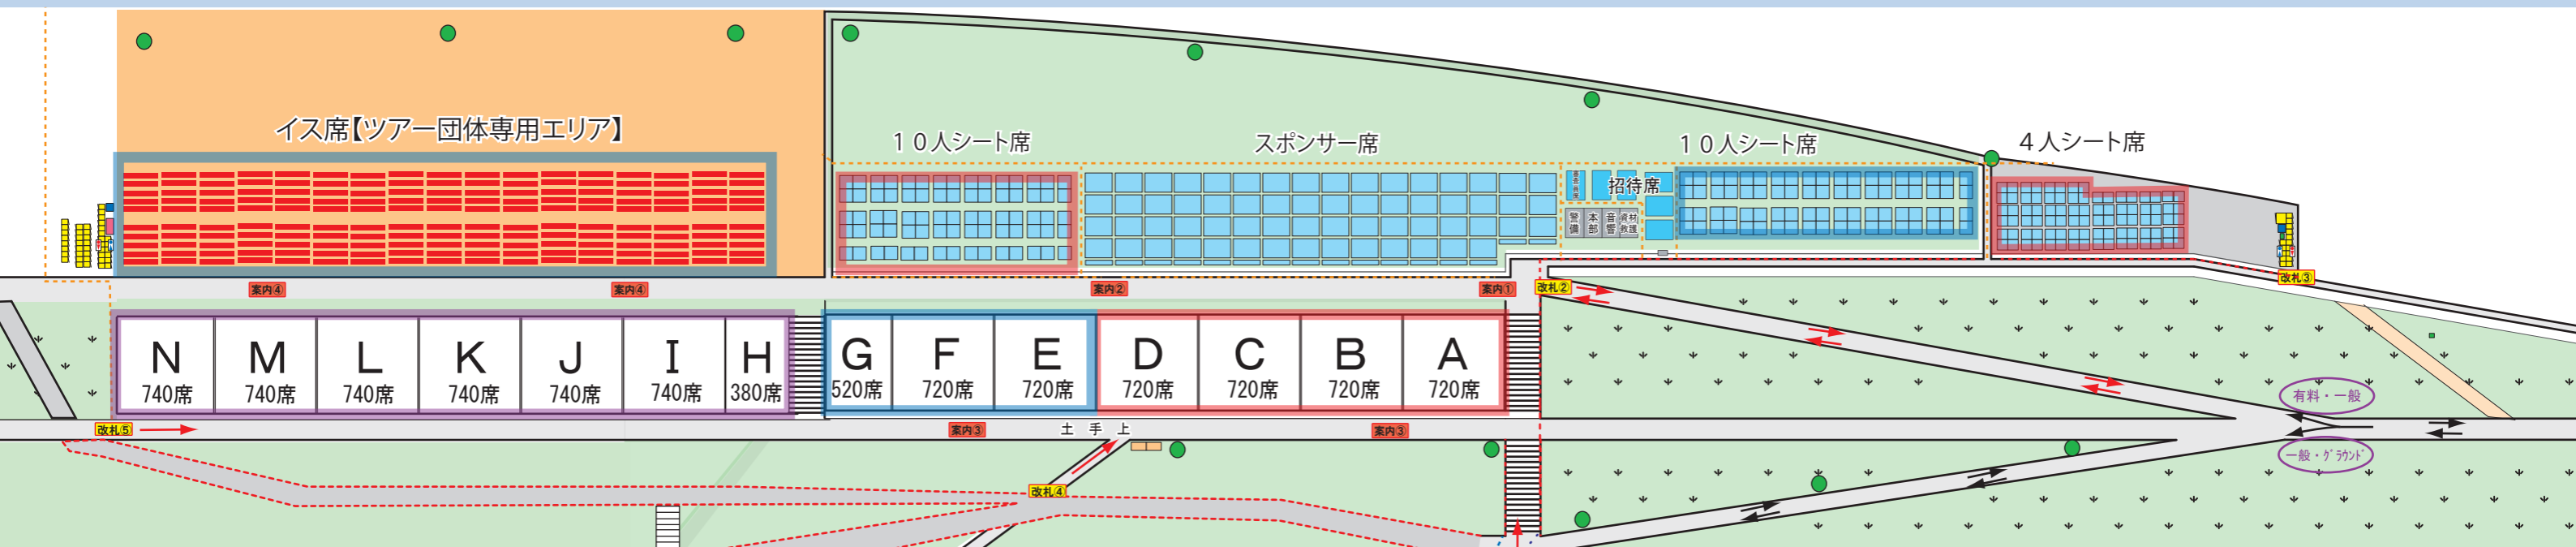 イス席【ツアー団体専用エリア】
１０人シート席
スポンサー席
招待席
１０人シート席
４人シート席
警備
本部
音響
資材
救護
案内④
案内④
案内②
案内①
改札②
改札③
N
740席
M
740席
L
740席
K
740席
J
740席
I
740席
H
380席
G
520席
F
720席
E
720席
D
720席
C
720席
B
720席
A
720席
有料・一般
改札⑤
案内③
土手上
案内③
一般・グラウンド
改札④